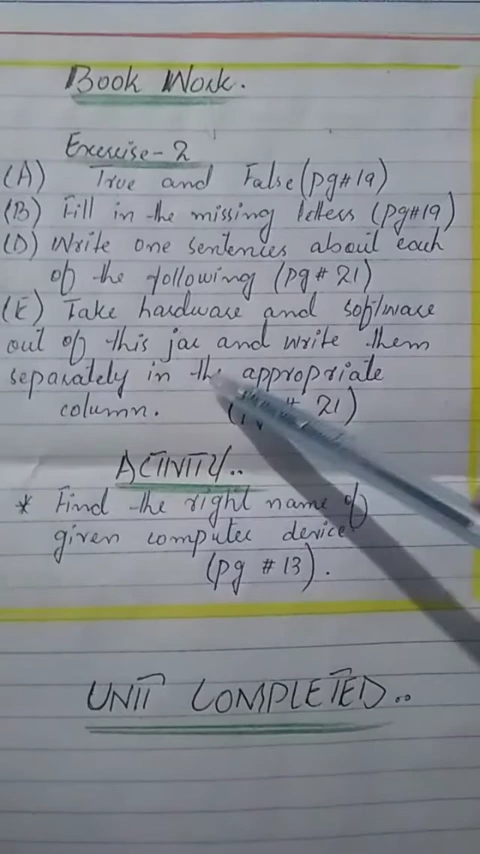 Book Work.
Exercise-2
(A) True and False (pg#19)
(B) Fill in the missing letters (pg#19)
(D) Write one sentences about each
of the following (pg # 21)
(E) Take hardware and software
out of this jar and write them
separately in the appropriate
column. ( # 21)
ACTIVITY..
* Find the right name of
given computer device
(pg # 13).
UNIT COMPLETED..